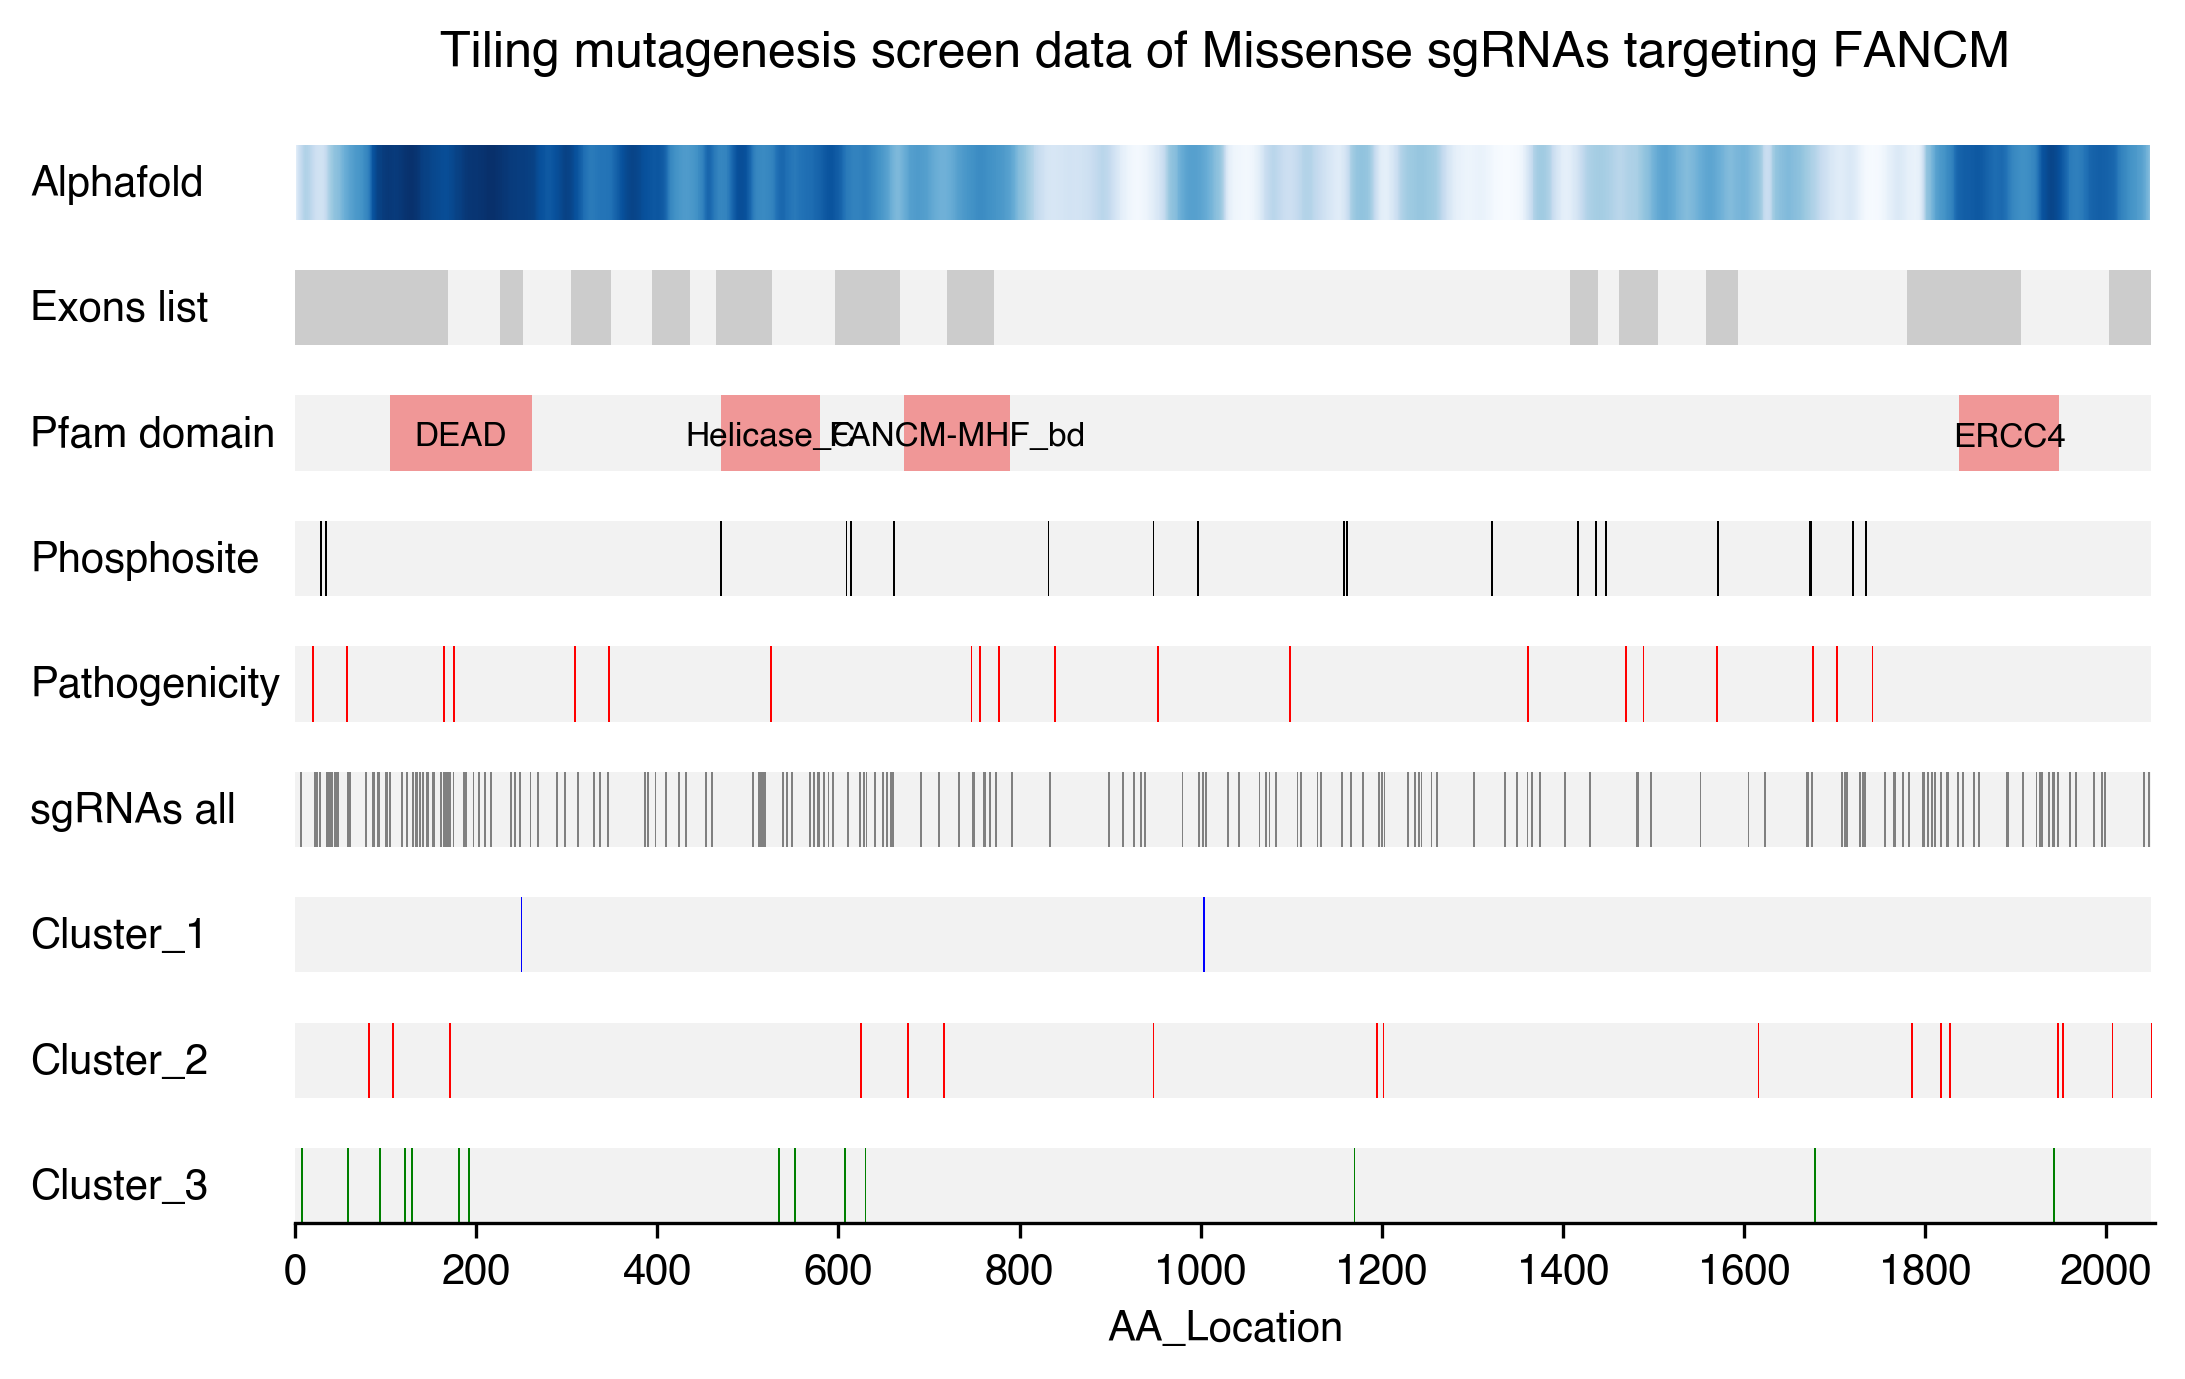 Tiling mutagenesis screen data of Missense sgRNAs targeting FANCM
Alphafold
Exons list
Pfam domain
DEAD
Helicase_C
FANCM-MHF_bd
ERCC4
Phosphosite
Pathogenicity
sgRNAs all
Cluster_1
Cluster_2
Cluster_3
0 200 400 600 800 1000 1200 1400 1600 1800 2000
AA_Location